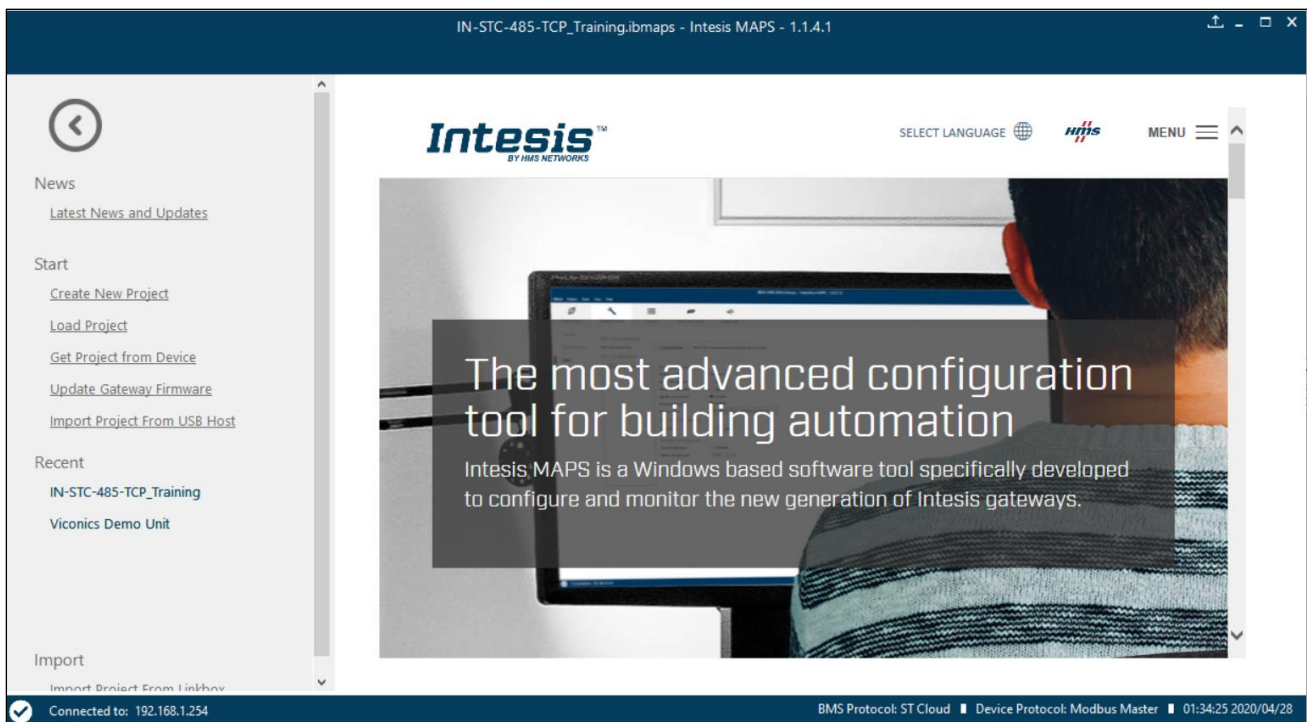 IN-STC-485-TCP_Training.ibmaps - Intesis MAPS - 1.1.4.1
News
Latest News and Updates
Start
Create New Project
Load Project
Get Project from Device
Update Gateway Firmware
Import Project From USB Host
Recent
IN-STC-485-TCP_Training
Viconics Demo Unit
Import
Import Project From Linkbox
Intesis™
BY HMS NETWORKS
SELECT LANGUAGE
HMS
MENU
The most advanced configuration
tool for building automation
Intesis MAPS is a Windows based software tool specifically developed
to configure and monitor the new generation of Intesis gateways.
Connected to: 192.168.1.254
BMS Protocol: ST Cloud Device Protocol: Modbus Master 01:34:25 2020/04/28